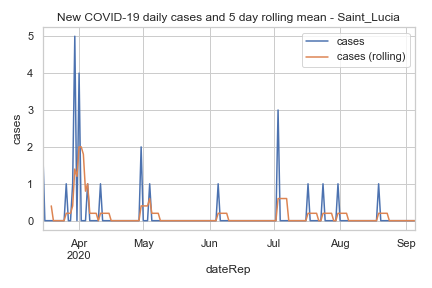 New COVID-19 daily cases and 5 day rolling mean - Saint_Lucia
cases
cases (rolling)
5
4
3
2
1
0
cases
Apr
2020
May
Jun
Jul
Aug
Sep
dateRep